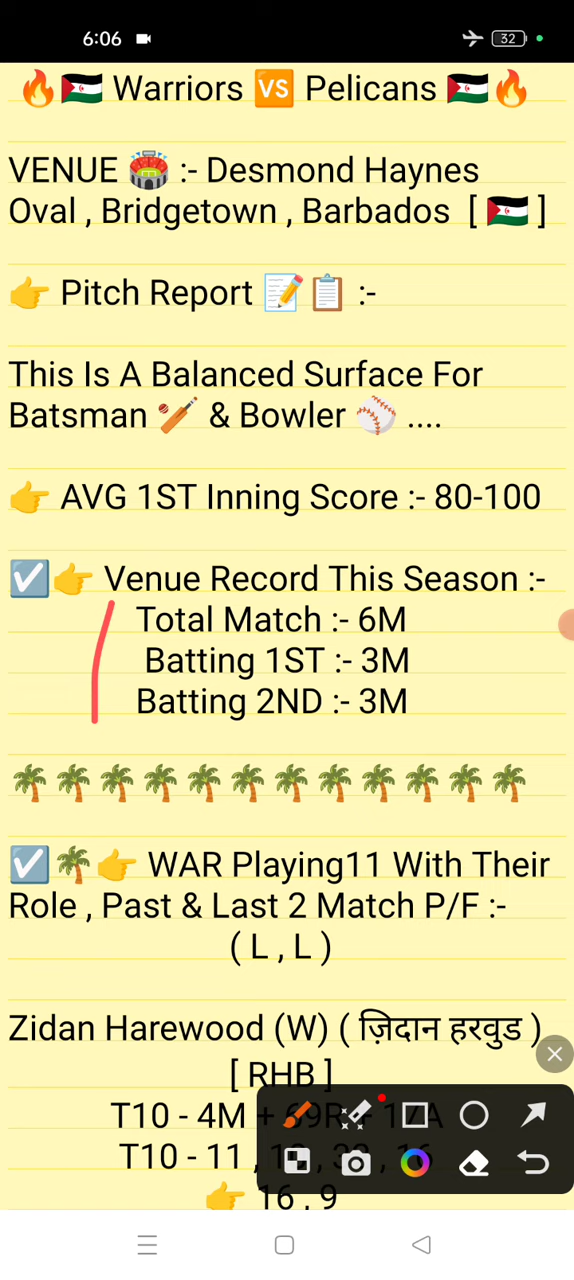 6:06
32
🔥🇪🇭 Warriors 🆚 Pelicans 🇪🇭🔥
VENUE 🏟️ :- Desmond Haynes
Oval , Bridgetown , Barbados [ 🇪🇭 ]
👉 Pitch Report 📝📋 :-
This Is A Balanced Surface For
Batsman 🏏 & Bowler ⚾ ....
👉 AVG 1ST Inning Score :- 80-100
☑️👉 Venue Record This Season :-
Total Match :- 6M
Batting 1ST :- 3M
Batting 2ND :- 3M
🌴🌴🌴🌴🌴🌴🌴🌴🌴🌴🌴🌴
☑️🌴👉 WAR Playing11 With Their
Role , Past & Last 2 Match P/F :-
( L , L )
Zidan Harewood (W) ( ज़िदान हरवुड )
[ RHB ]
T10 - 4M +
T10 - 11 ,
👉 16 , 9